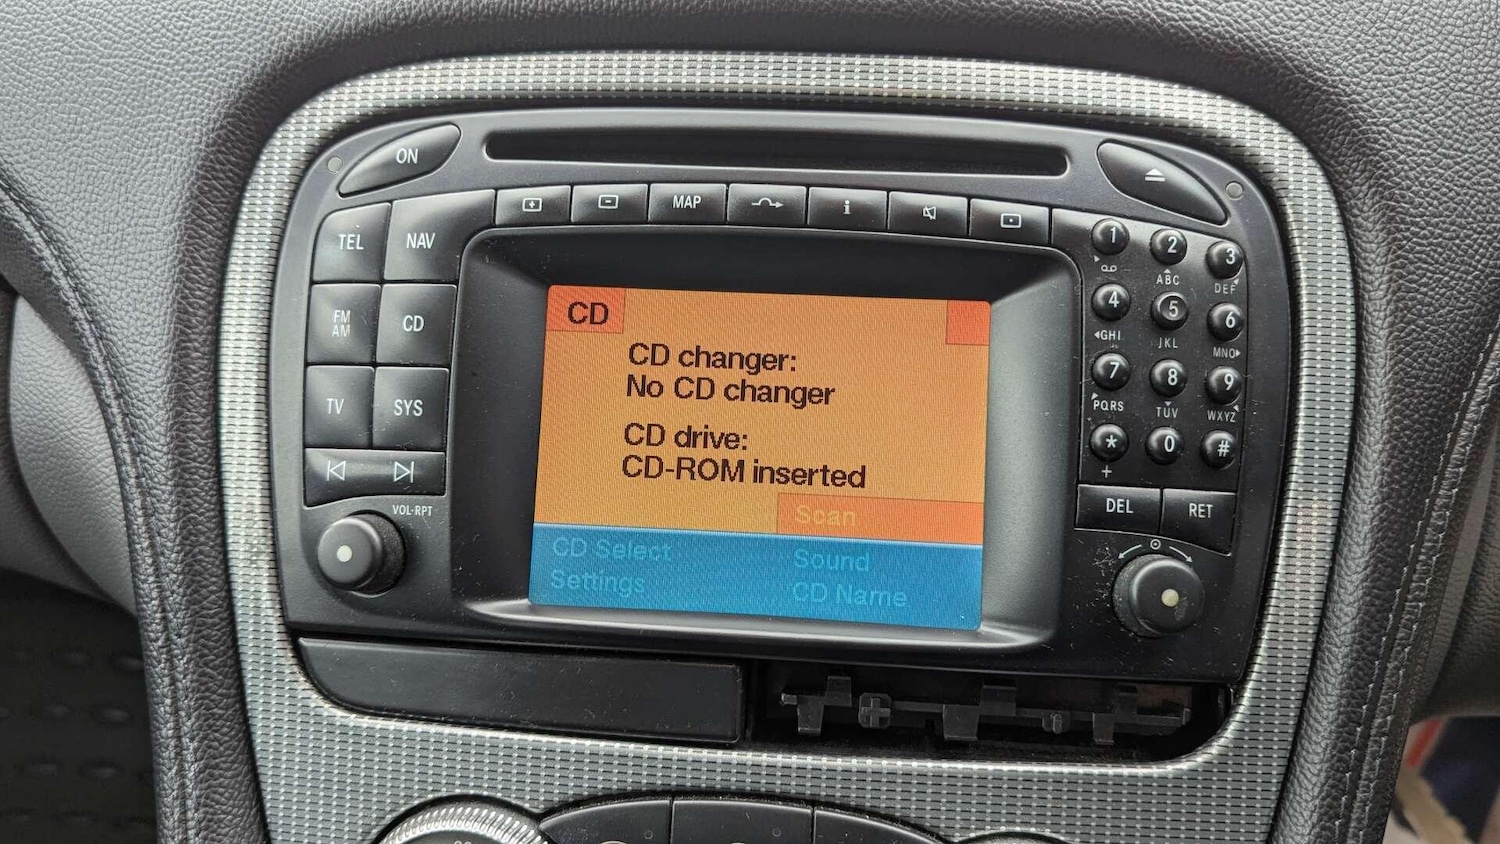 ON
MAP
i
TEL NAV
FM
AM
CD
TV SYS
VOL-RPT
CD
CD changer:
No CD changer
CD drive:
CD-ROM inserted
Scan
CD Select Sound
Settings CD Name
1 2 3
ABC DEF
4 5 6
GHI JKL MNO
7 8 9
PQRS TUV WXYZ
* 0 #
+
DEL RET